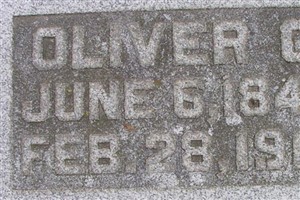 OLIVER
JUNE 6, 184
FEB. 28, 19